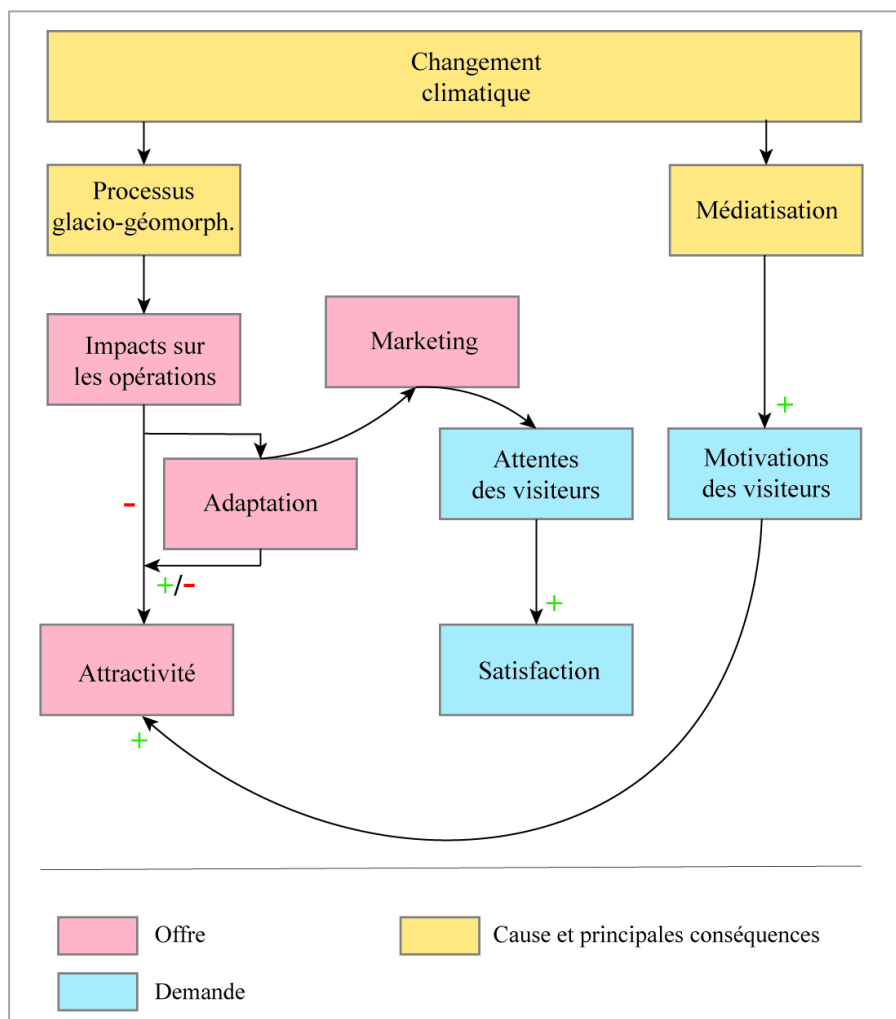 Changement
climatique
Processus
glacio-géomorph.
Médiatisation
Impacts sur
les opérations
Marketing
Adaptation
Attentes
des visiteurs
+
Motivations
des visiteurs
-
+/-
+
Attractivité
Satisfaction
+
Offre
Cause et principales conséquences
Demande